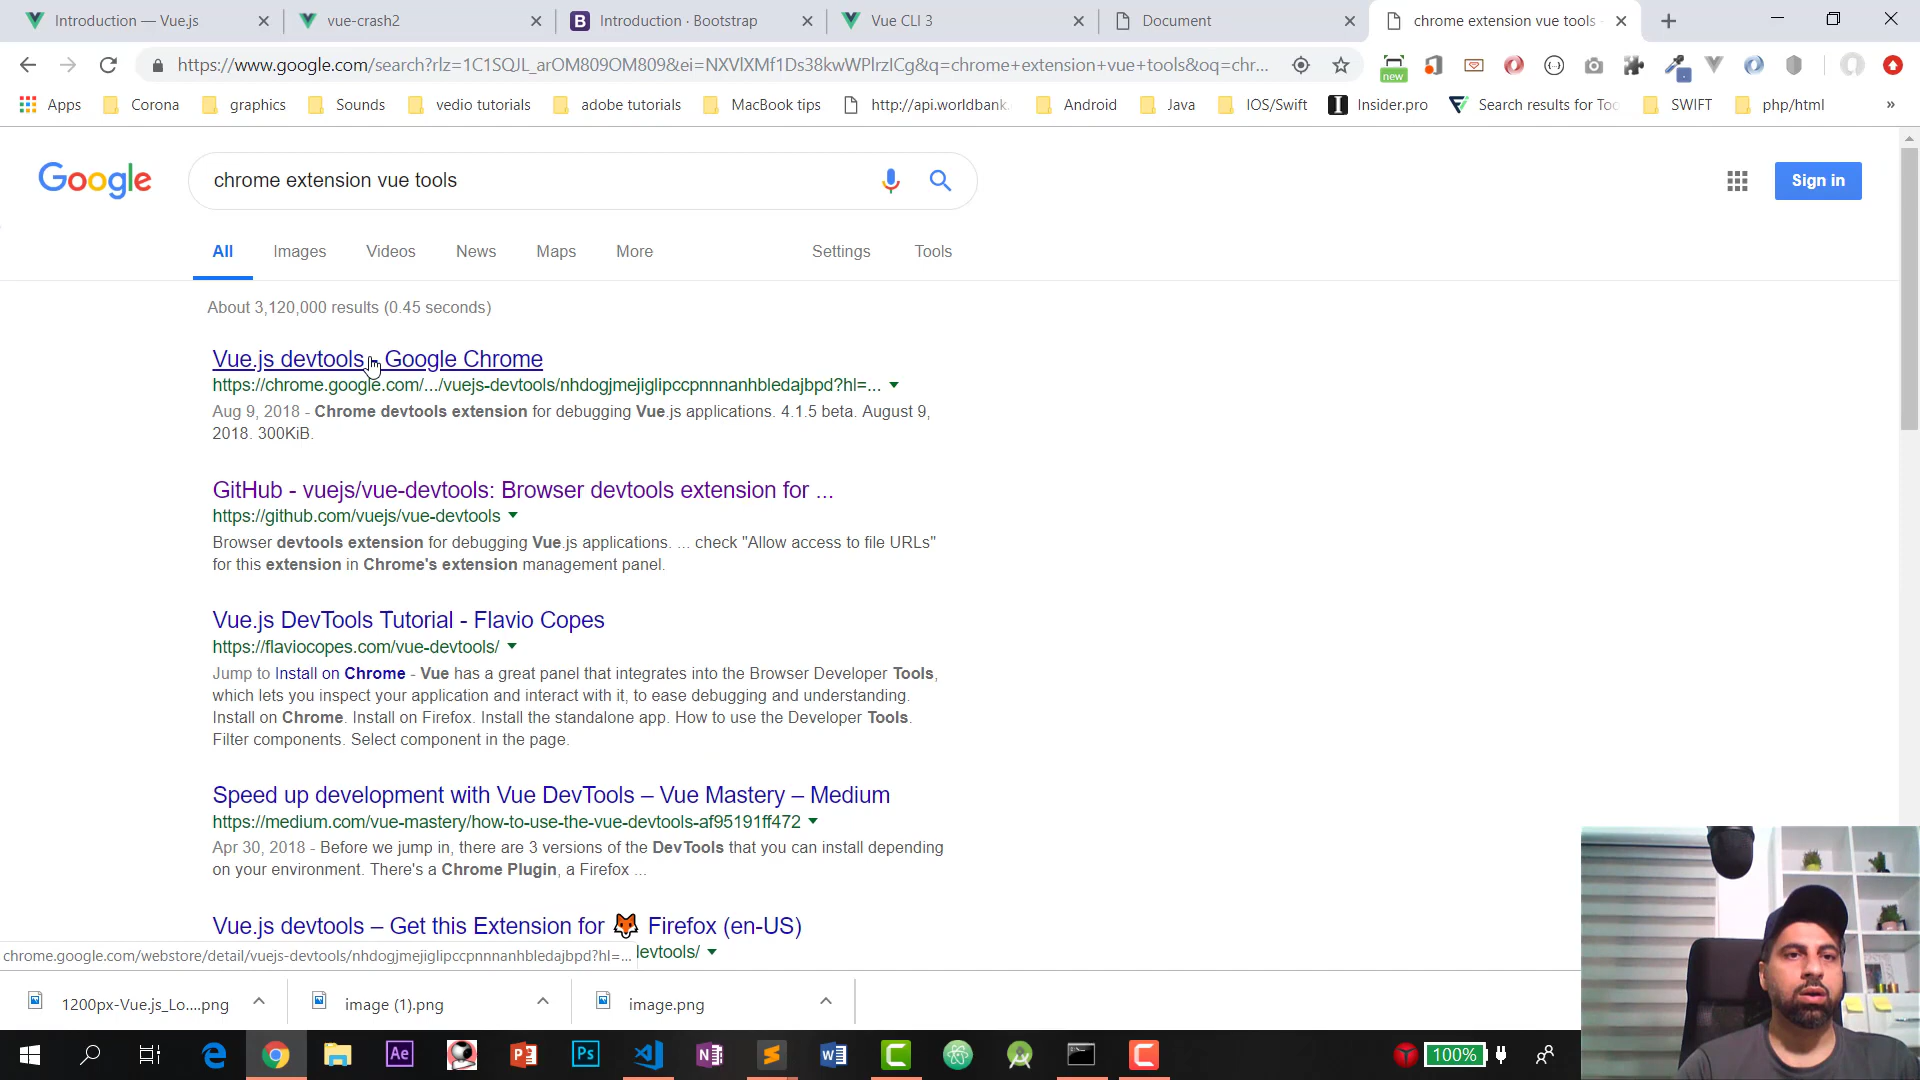 Introduction — Vue.js
vue-crash2
Introduction · Bootstrap
Vue CLI 3
Document
chrome extension vue tools
https://www.google.com/search?rlz=1C1SQJL_arOM809OM809&ei=NXVlXMf1Ds38kwWPlrzICg&q=chrome+extension+vue+tools&oq=chr...
new
Apps
Corona
graphics
Sounds
vedio tutorials
adobe tutorials
MacBook tips
http://api.worldbank.
Android
Java
IOS/Swift
Insider.pro
Search results for Too
SWIFT
php/html
»
Google
chrome extension vue tools
Sign in
All
Images
Videos
News
Maps
More
Settings
Tools
About 3,120,000 results (0.45 seconds)
Vue.js devtools - Google Chrome
https://chrome.google.com/.../vuejs-devtools/nhdogjmejiglipccpnnnanhbledajbpd?hl=...
Aug 9, 2018 - Chrome devtools extension for debugging Vue.js applications. 4.1.5 beta. August 9,
2018. 300KiB.
GitHub - vuejs/vue-devtools: Browser devtools extension for ...
https://github.com/vuejs/vue-devtools
Browser devtools extension for debugging Vue.js applications. ... check "Allow access to file URLs"
for this extension in Chrome's extension management panel.
Vue.js DevTools Tutorial - Flavio Copes
https://flaviocopes.com/vue-devtools/
Jump to Install on Chrome - Vue has a great panel that integrates into the Browser Developer Tools,
which lets you inspect your application and interact with it, to ease debugging and understanding.
Install on Chrome. Install on Firefox. Install the standalone app. How to use the Developer Tools.
Filter components. Select component in the page.
Speed up development with Vue DevTools – Vue Mastery – Medium
https://medium.com/vue-mastery/how-to-use-the-vue-devtools-af95191ff472
Apr 30, 2018 - Before we jump in, there are 3 versions of the DevTools that you can install depending
on your environment. There's a Chrome Plugin, a Firefox ...
Vue.js devtools – Get this Extension for 🦊 Firefox (en-US)
chrome.google.com/webstore/detail/vuejs-devtools/nhdogjmejiglipccpnnnanhbledajbpd?hl=...
levtools/
1200px-Vue.js_Lo....png
image (1).png
image.png
100%